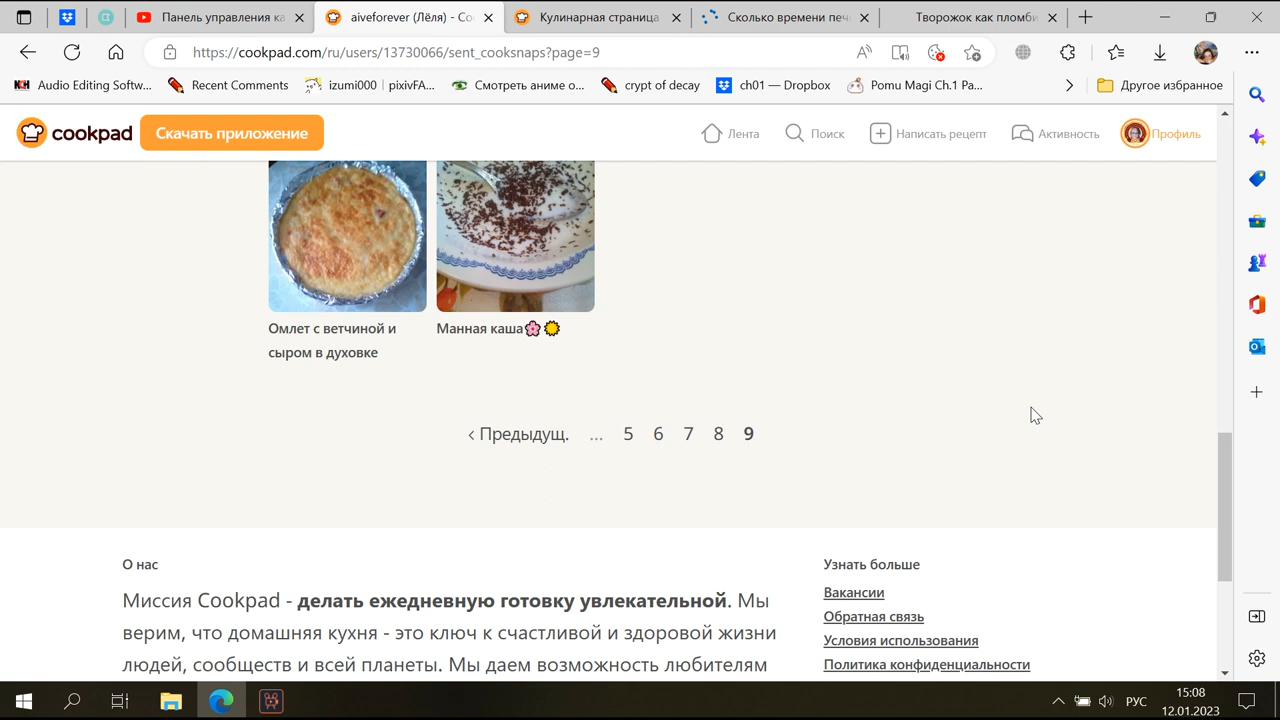 Панель управления ка
aiveforever (Лёля) - Co
Кулинарная страница
Сколько времени печ
Творожок как пломби
https://cookpad.com/ru/users/13730066/sent_cooksnaps?page=9
Audio Editing Softw...
Recent Comments
izumi000 | pixivFA...
Смотреть аниме о...
crypt of decay
ch01 — Dropbox
Pomu Magi Ch.1 Pa...
Другое избранное
cookpad
Скачать приложение
Лента
Поиск
Написать рецепт
Активность
Профиль
Омлет с ветчиной и
сыром в духовке
Манная каша🌸🌼
‹ Предыдущ. ... 5 6 7 8 9
О нас
Миссия Cookpad - делать ежедневную готовку увлекательной. Мы
верим, что домашняя кухня - это ключ к счастливой и здоровой жизни
людей, сообществ и всей планеты. Мы даем возможность любителям
Узнать больше
Вакансии
Обратная связь
Условия использования
Политика конфиденциальности
РУС
15:08
12.01.2023